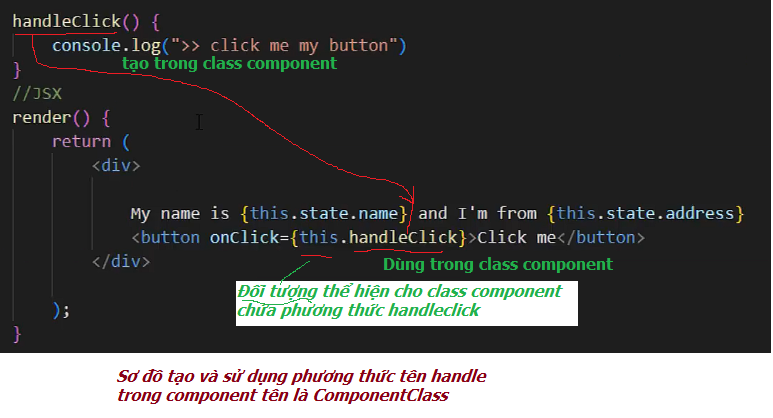 handleClick() {
console.log(">> click me my button")
}
tạo trong class component
//JSX
render() {
return (
<div>
My name is {this.state.name} and I'm from {this.state.address}
<button onClick={this.handleClick}>Click me</button>
</div>
Dùng trong class component
Đối tượng thể hiện cho class component
chứa phương thức handleclick
);
}
Sơ đồ tạo và sử dụng phương thức tên handle
trong component tên là ComponentClass